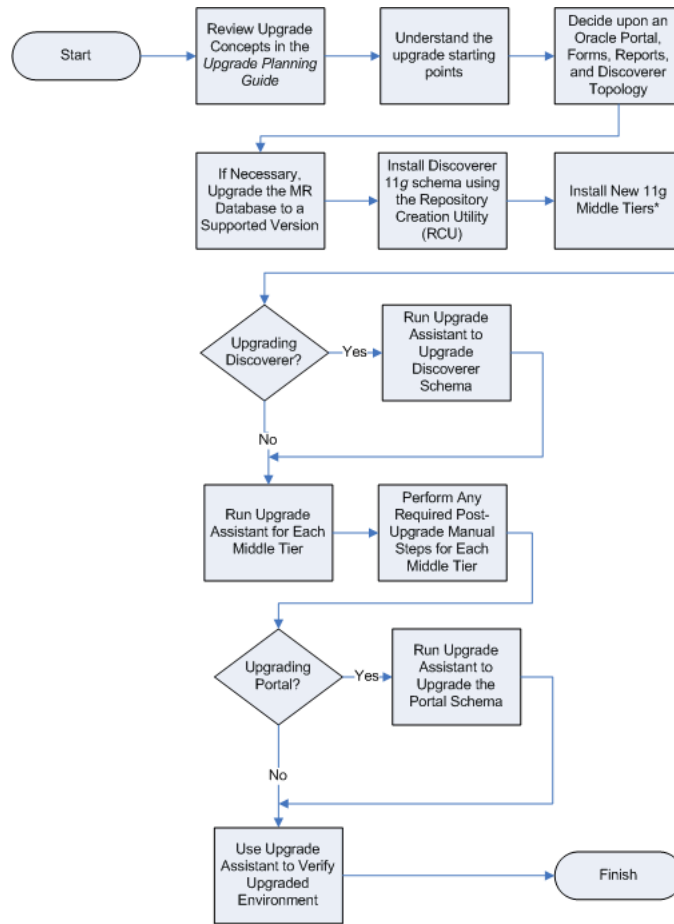 Start
Review Upgrade
Concepts in the
Upgrade Planning
Guide
Understand the
upgrade starting
points
Decide upon an
Oracle Portal,
Forms, Reports,
and Discoverer
Topology
If Necessary,
Upgrade the MR
Database to a
Supported Version
Install Discoverer
11g schema using
the Repository
Creation Utility
(RCU)
Install New 11g
Middle Tiers*
Upgrading
Discoverer?
Yes
Run Upgrade
Assistant to
Upgrade
Discoverer
Schema
No
Run Upgrade
Assistant for Each
Middle Tier
Perform Any
Required Post-
Upgrade Manual
Steps for Each
Middle Tier
Upgrading
Portal?
Yes
Run Upgrade
Assistant to
Upgrade the
Portal Schema
No
Use Upgrade
Assistant to Verify
Upgraded
Environment
Finish